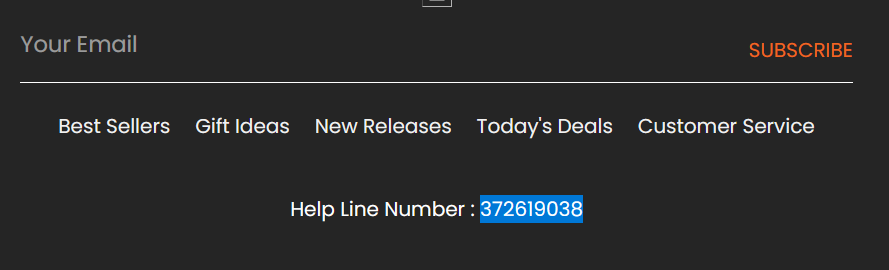 Your Email
SUBSCRIBE
Best Sellers Gift Ideas New Releases Today's Deals Customer Service
Help Line Number : 372619038